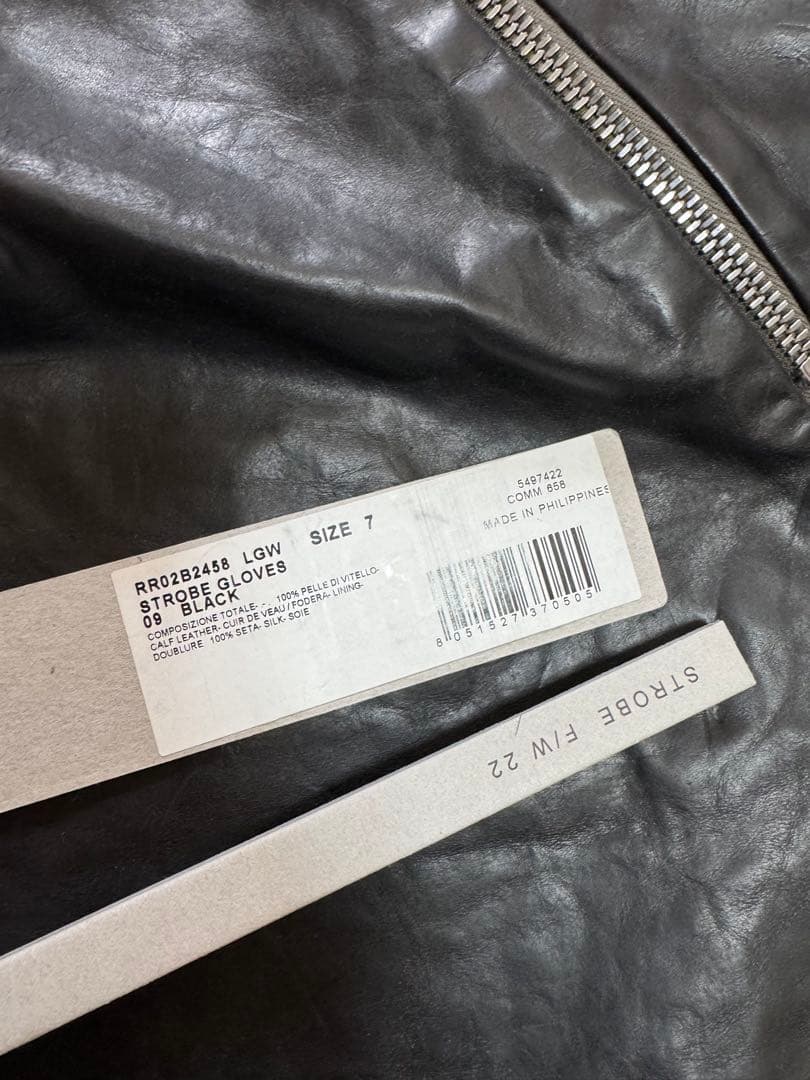 RR02B2458 LGW SIZE 7
STROBE GLOVES
09 BLACK
COMPOSIZIONE TOTALE- - . 100% PELLE DI VITELLO-
CALF LEATHER- CUIR DE VEAU / FODERA- LINING-
DOUBLURE 100% SETA- SILK- SOIE
5497422
COMM 658
MADE IN PHILIPPINES
8051527370505
STROBE F/W 22